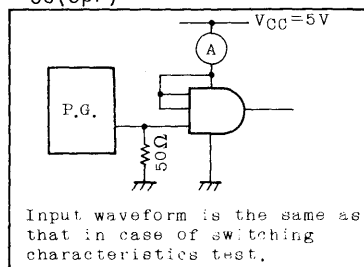 VCC=5V
A
P.G.
50Ω
Input waveform is the same as
that in case of switching
characteristics test.